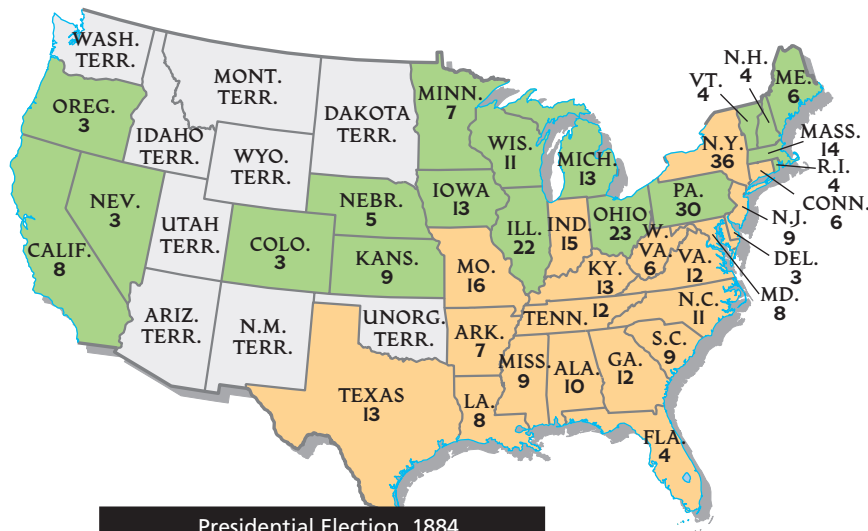 WASH.
TERR.
MONT.
TERR.
DAKOTA
TERR.
MINN.
7
OREG.
3
IDAHO
TERR.
WYO.
TERR.
WIS.
11
MICH.
13
N.H.
4
VT.
4
ME.
6
MASS.
14
N.Y.
36
R.I.
4
CONN.
6
NEV.
3
CALIF.
8
UTAH
TERR.
COLO.
3
NEBR.
5
KANS.
9
IOWA
13
ILL.
22
IND.
15
OHIO
23
PA.
30
N.J.
9
DEL.
3
MD.
8
W.
VA.
6
VA.
12
MO.
16
KY.
13
N.C.
11
TENN. 12
ARIZ.
TERR.
N.M.
TERR.
UNORG.
TERR.
ARK.
7
S.C.
9
MISS.
9
ALA.
10
GA.
12
TEXAS
13
LA.
8
FLA.
4
Presidential Election, 1884